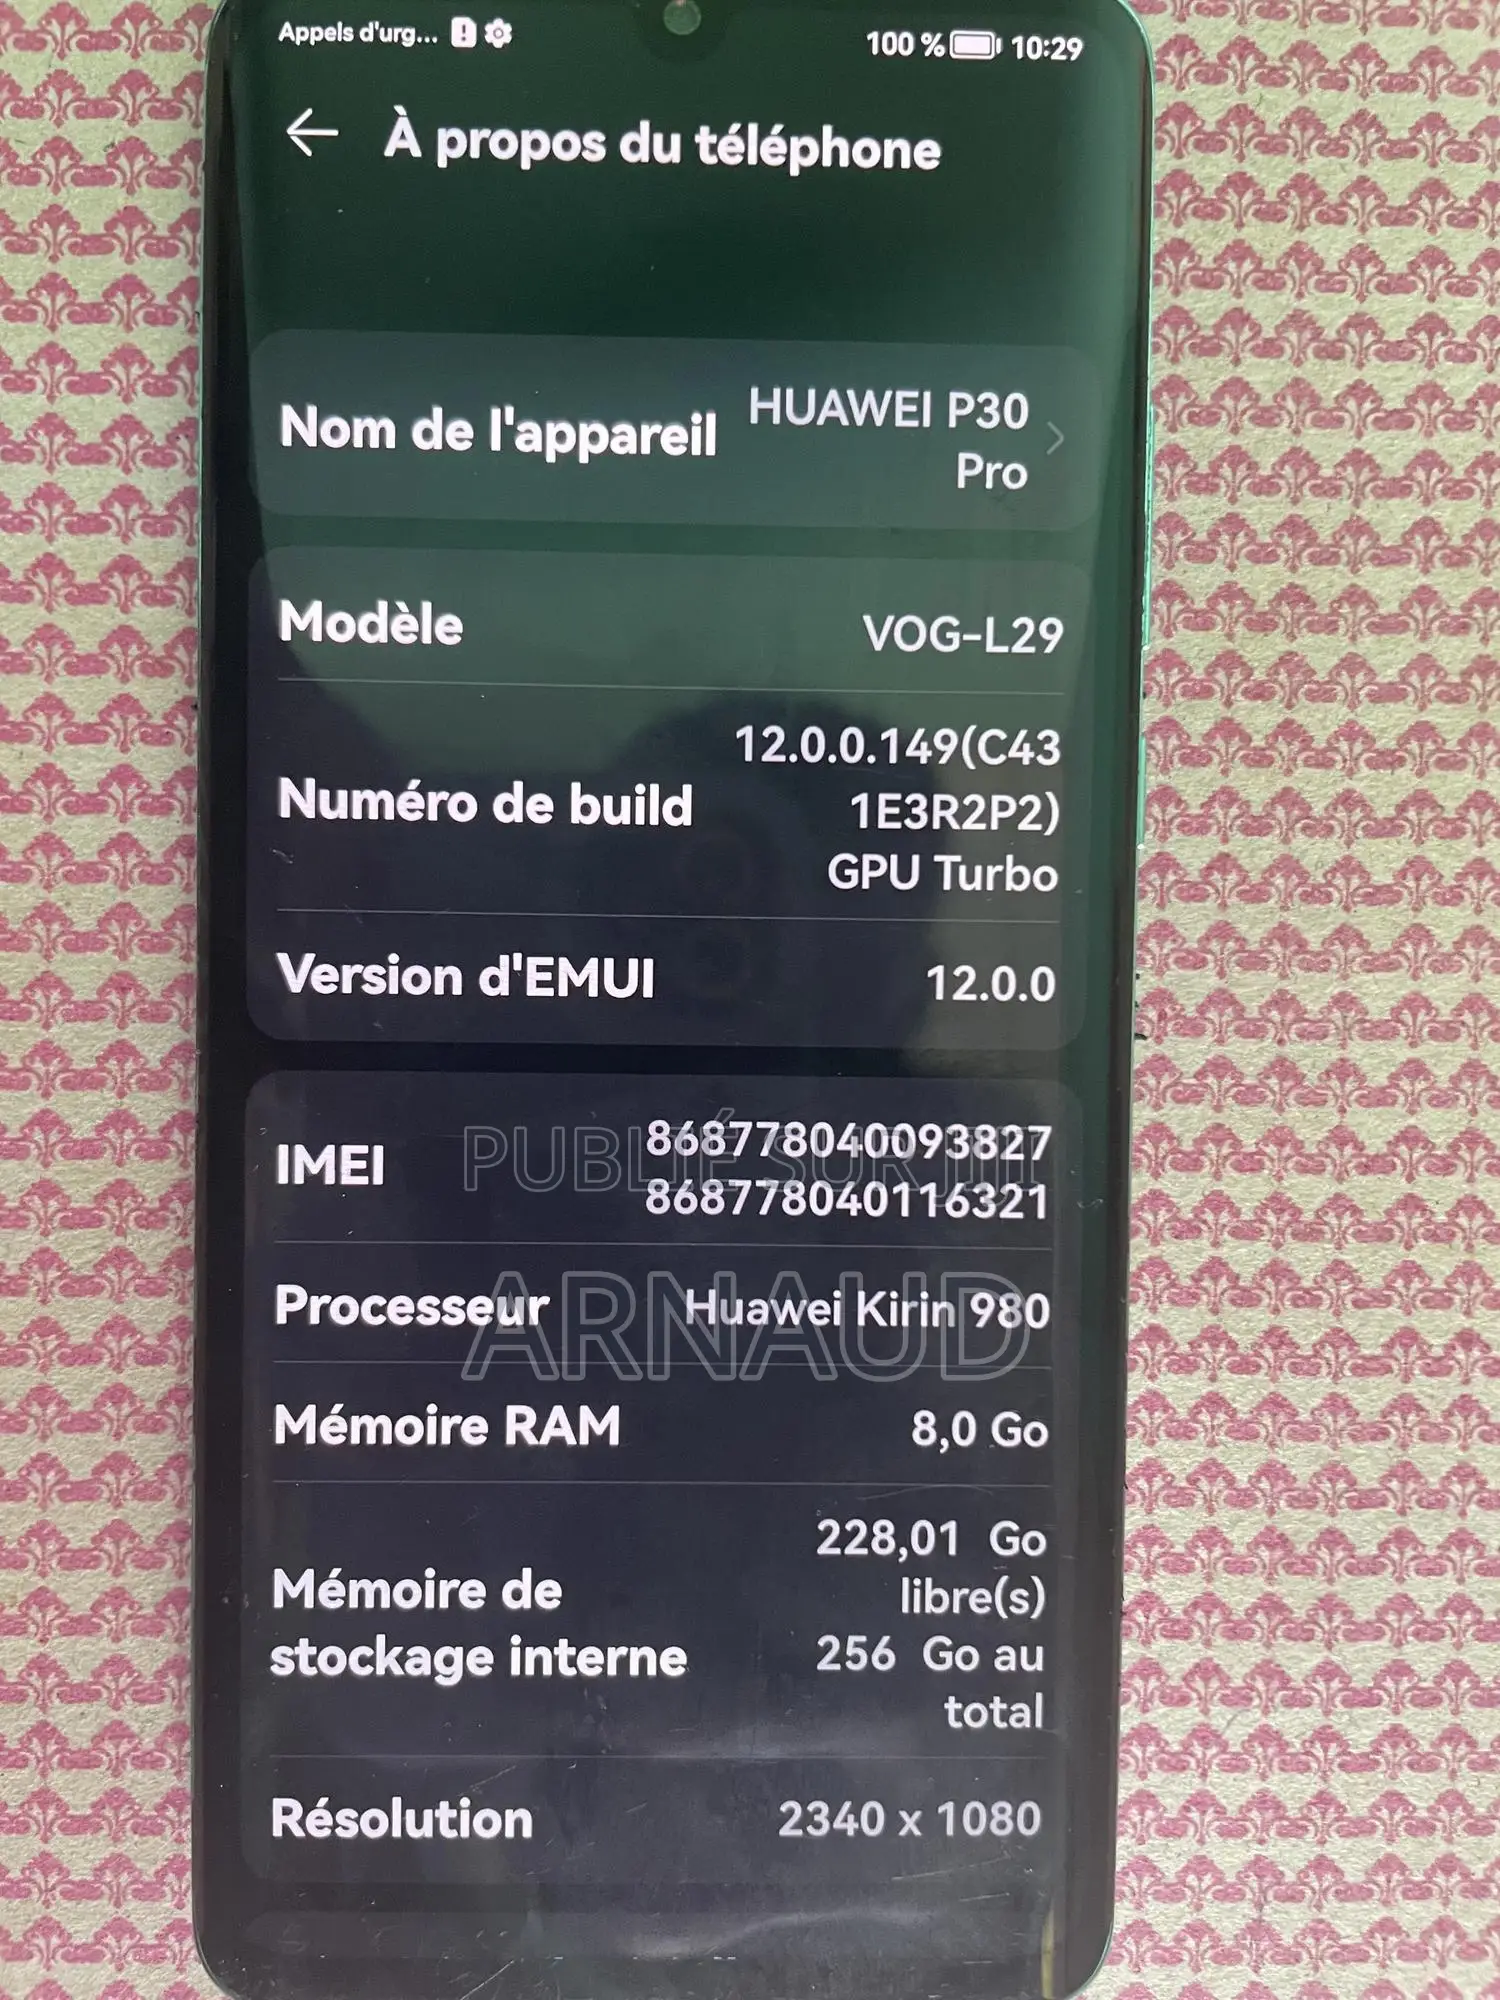 Appels d'urg...
100 % 10:29
À propos du téléphone
Nom de l'appareil
HUAWEI P30
Pro
Modèle
VOG-L29
Numéro de build
12.0.0.149(C43
1E3R2P2)
GPU Turbo
Version d'EMUI
12.0.0
IMEI
868778040093827
868778040116321
PUBLIÉ SUR JIJI
ARNAUD
Processeur
Huawei Kirin 980
Mémoire RAM
8,0 Go
Mémoire de
stockage interne
228,01 Go
libre(s)
256 Go au
total
Résolution
2340 x 1080